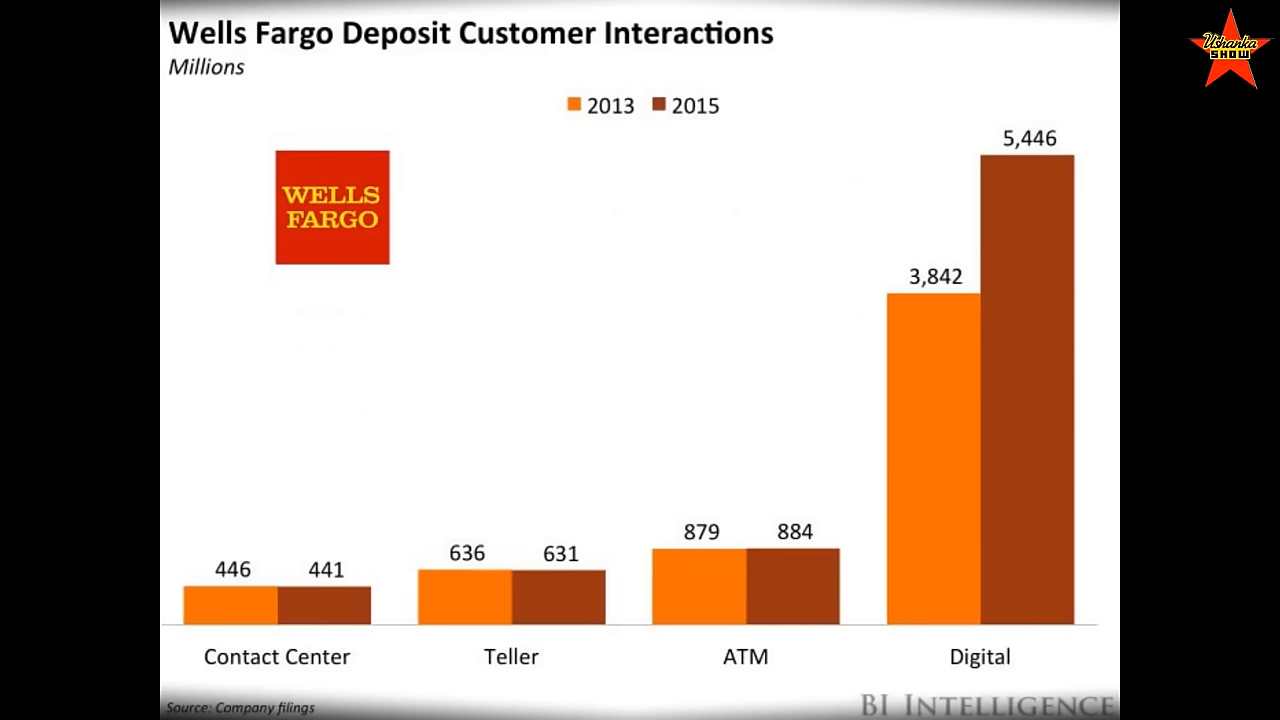 Wells Fargo Deposit Customer Interactions
Millions
2013 2015
WELLS
FARGO
Ushanka
SHOW
5,446
3,842
879 884
636 631
446 441
Contact Center Teller ATM Digital
Source: Company filings
BI INTELLIGENCE